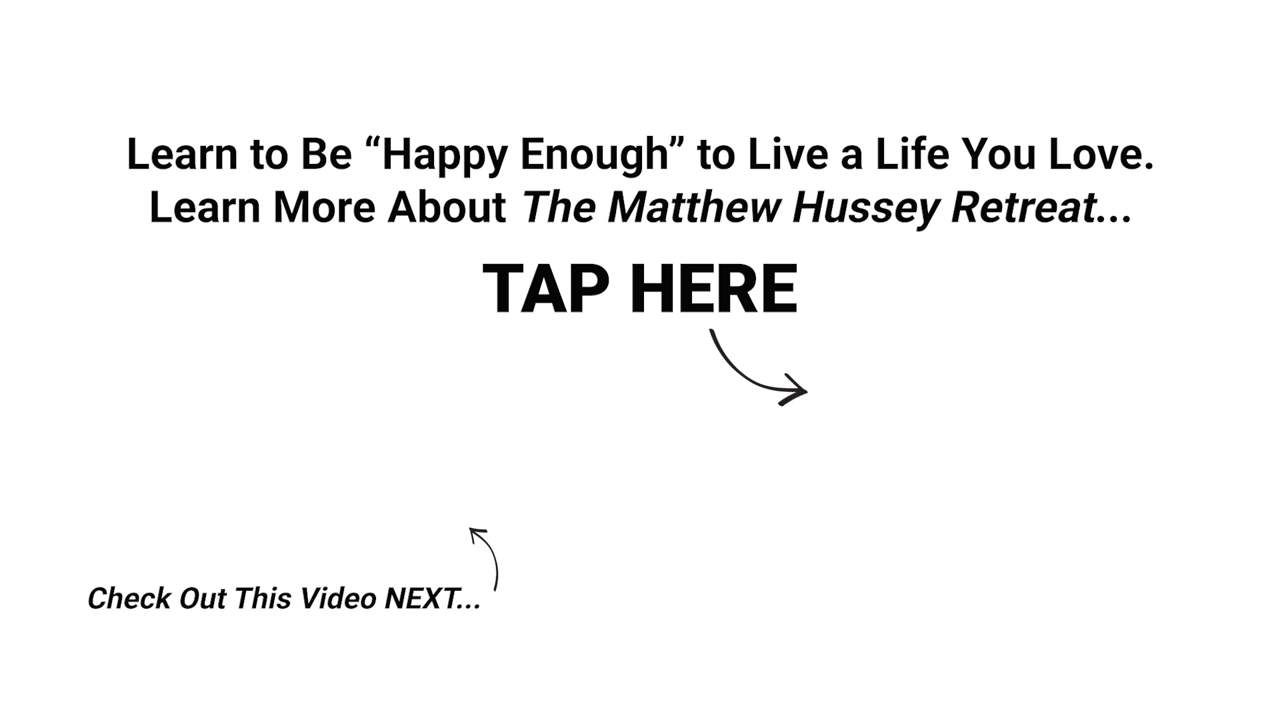 Learn to Be “Happy Enough” to Live a Life You Love.
Learn More About The Matthew Hussey Retreat...
TAP HERE
Check Out This Video NEXT...